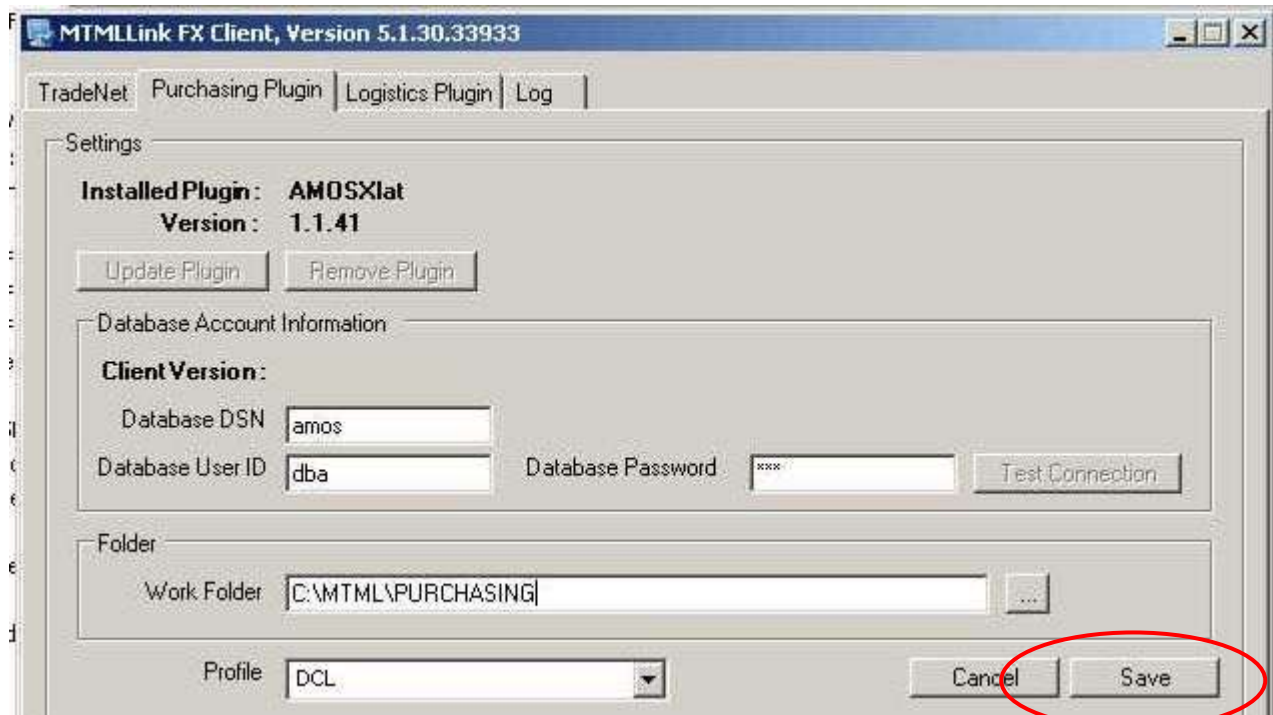 MTMLLink FX Client, Version 5.1.30.33933
TradeNet Purchasing Plugin Logistics Plugin Log
Settings
Installed Plugin: AMOSXlat
Version: 1.1.41
Update Plugin Remove Plugin
Database Account Information
Client Version:
Database DSN amos
Database User ID dba Database Password *** Test Connection
Folder
Work Folder C:\MTML\PURCHASING ...
Profile DCL Cancel Save